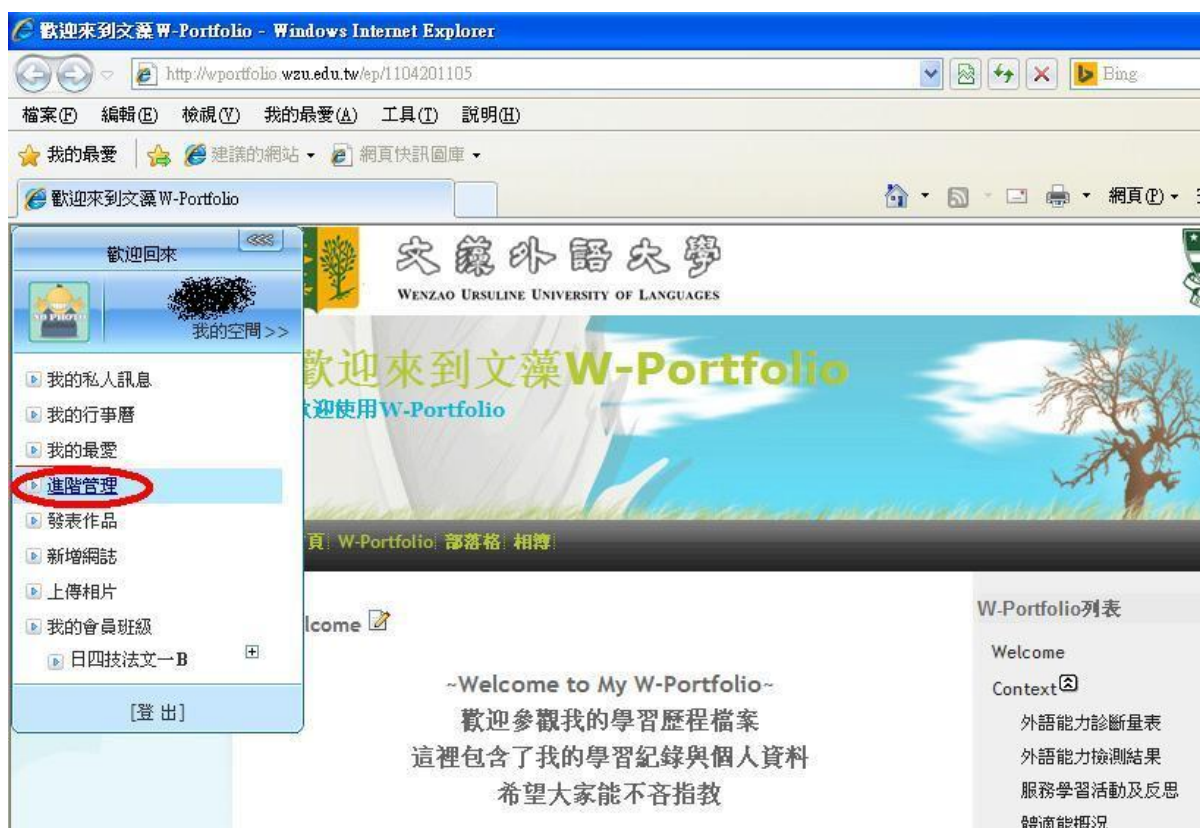 歡迎來到文藻W-Portfolio - Windows Internet Explorer
http://wportfolio.wzu.edu.tw/ep/1104201105
Bing
檔案(F) 編輯(E) 檢視(V) 我的最愛(A) 工具(T) 說明(H)
我的最愛 建議的網站 網頁快訊圖庫
歡迎來到文藻W-Portfolio
網頁(P)
歡迎回來
<<<
NO PHOTO
我的空間>>
我的私人訊息
我的行事曆
我的最愛
進階管理
發表作品
新增網誌
上傳相片
我的會員班級
日四技法文一B
[登 出]
文藻外語大學
WENZAO URSULINE UNIVERSITY OF LANGUAGES
歡迎來到文藻W-Portfolio
迎使用W-Portfolio
頁 W-Portfolio 部落格 相簿
lcome
~Welcome to My W-Portfolio~
歡迎參觀我的學習歷程檔案
這裡包含了我的學習紀錄與個人資料
希望大家能不吝指教
W-Portfolio列表
Welcome
Context
外語能力診斷量表
外語能力檢測結果
服務學習活動及反思
體適能概況